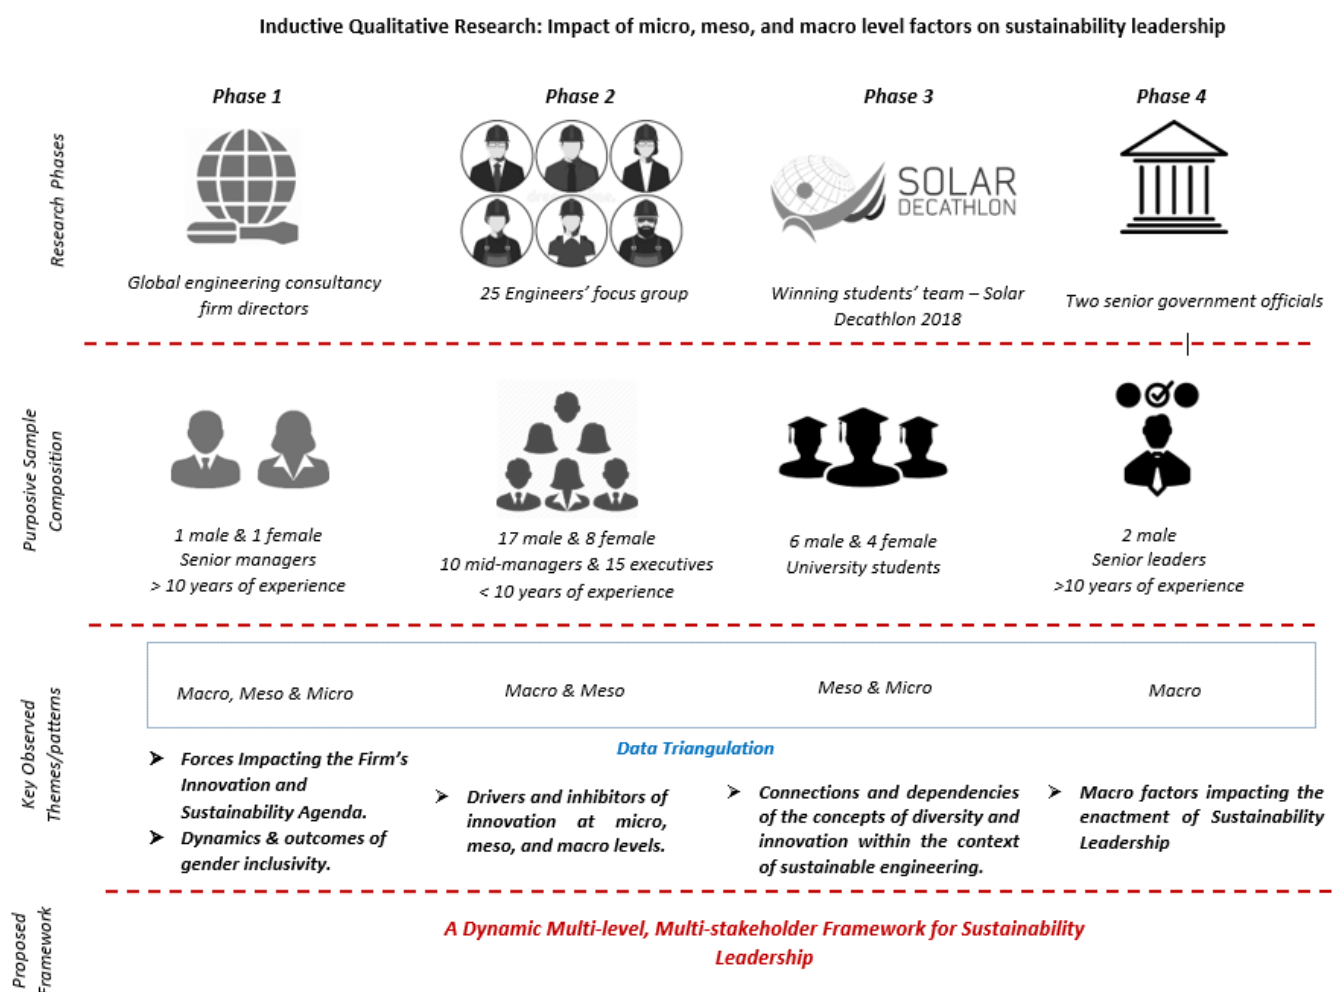 Inductive Qualitative Research: Impact of micro, meso, and macro level factors on sustainability leadership
Research Phases
Phase 1
Phase 2
Phase 3
Phase 4
SOLAR
DECATHLON
Global engineering consultancy
firm directors
25 Engineers’ focus group
Winning students’ team – Solar
Decathlon 2018
Two senior government officials
Purposive Sample
Composition
1 male & 1 female
Senior managers
> 10 years of experience
17 male & 8 female
10 mid-managers & 15 executives
< 10 years of experience
6 male & 4 female
University students
2 male
Senior leaders
>10 years of experience
Key Observed
Themes/patterns
Macro, Meso & Micro
Macro & Meso
Meso & Micro
Macro
Data Triangulation
➢ Forces Impacting the Firm’s
Innovation and
Sustainability Agenda.
➢ Dynamics & outcomes of
gender inclusivity.
➢ Drivers and inhibitors of
innovation at micro,
meso, and macro levels.
➢ Connections and dependencies
of the concepts of diversity and
innovation within the context
of sustainable engineering.
➢ Macro factors impacting the
enactment of Sustainability
Leadership
Proposed
Framework
A Dynamic Multi-level, Multi-stakeholder Framework for Sustainability
Leadership